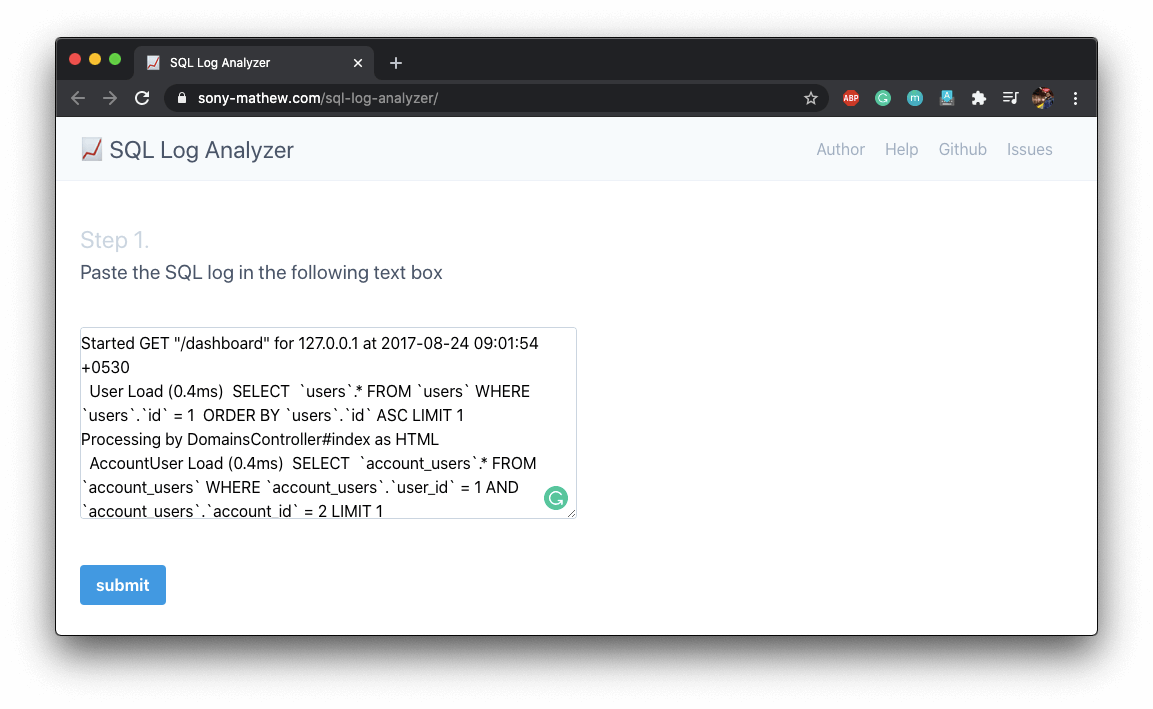 SQL Log Analyzer
sony-mathew.com/sql-log-analyzer/
ABP
SQL Log Analyzer
Author Help Github Issues
Step 1.
Paste the SQL log in the following text box
Started GET "/dashboard" for 127.0.0.1 at 2017-08-24 09:01:54
+0530
User Load (0.4ms)  SELECT  `users`.* FROM `users` WHERE
`users`.`id` = 1  ORDER BY `users`.`id` ASC LIMIT 1
Processing by DomainsController#index as HTML
AccountUser Load (0.4ms)  SELECT  `account_users`.* FROM
`account_users` WHERE `account_users`.`user_id` = 1 AND
`account_users`.`account_id` = 2 LIMIT 1
submit